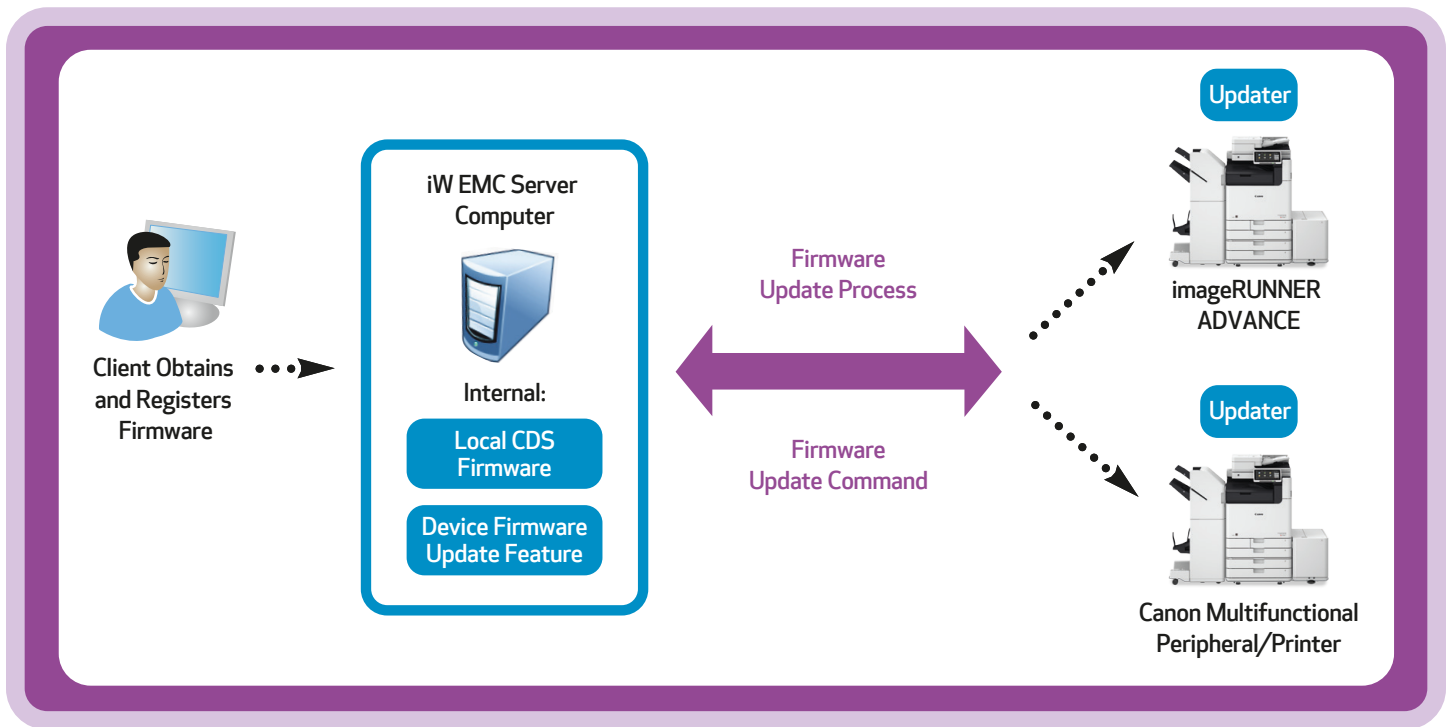 Client Obtains
and Registers
Firmware
iW EMC Server
Computer
Internal:
Local CDS
Firmware
Device Firmware
Update Feature
Firmware
Update Process
Firmware
Update Command
Updater
imageRUNNER
ADVANCE
Updater
Canon Multifunctional
Peripheral/Printer